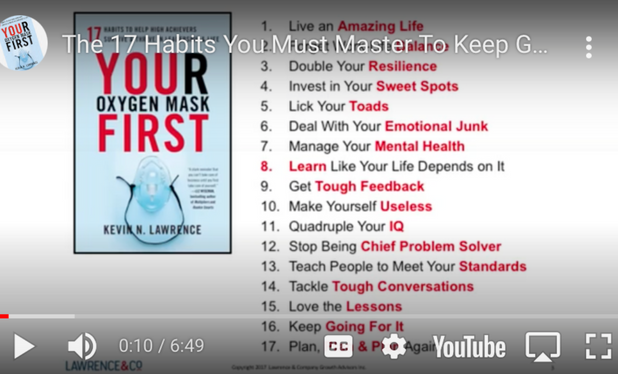 The 17 Habits You Must Master To Keep G...
17 HABITS TO HELP HIGH ACHIEVERS
YOUR
OXYGEN MASK
FIRST
KEVIN N. LAWRENCE
YOUR
FIRST
1. Live an Amazing Life
2.
3. Double Your Resilience
4. Invest in Your Sweet Spots
5. Lick Your Toads
6. Deal With Your Emotional Junk
7. Manage Your Mental Health
8. Learn Like Your Life Depends on It
9. Get Tough Feedback
10. Make Yourself Useless
11. Quadruple Your IQ
12. Stop Being Chief Problem Solver
13. Teach People to Meet Your Standards
14. Tackle Tough Conversations
15. Love the Lessons
16. Keep Going For It
17. Plan, & Again
0:10 / 6:49
CC
YouTube
LAWRENCE&CO
Copyright 2017 Lawrence & Company Growth Advisors Inc.